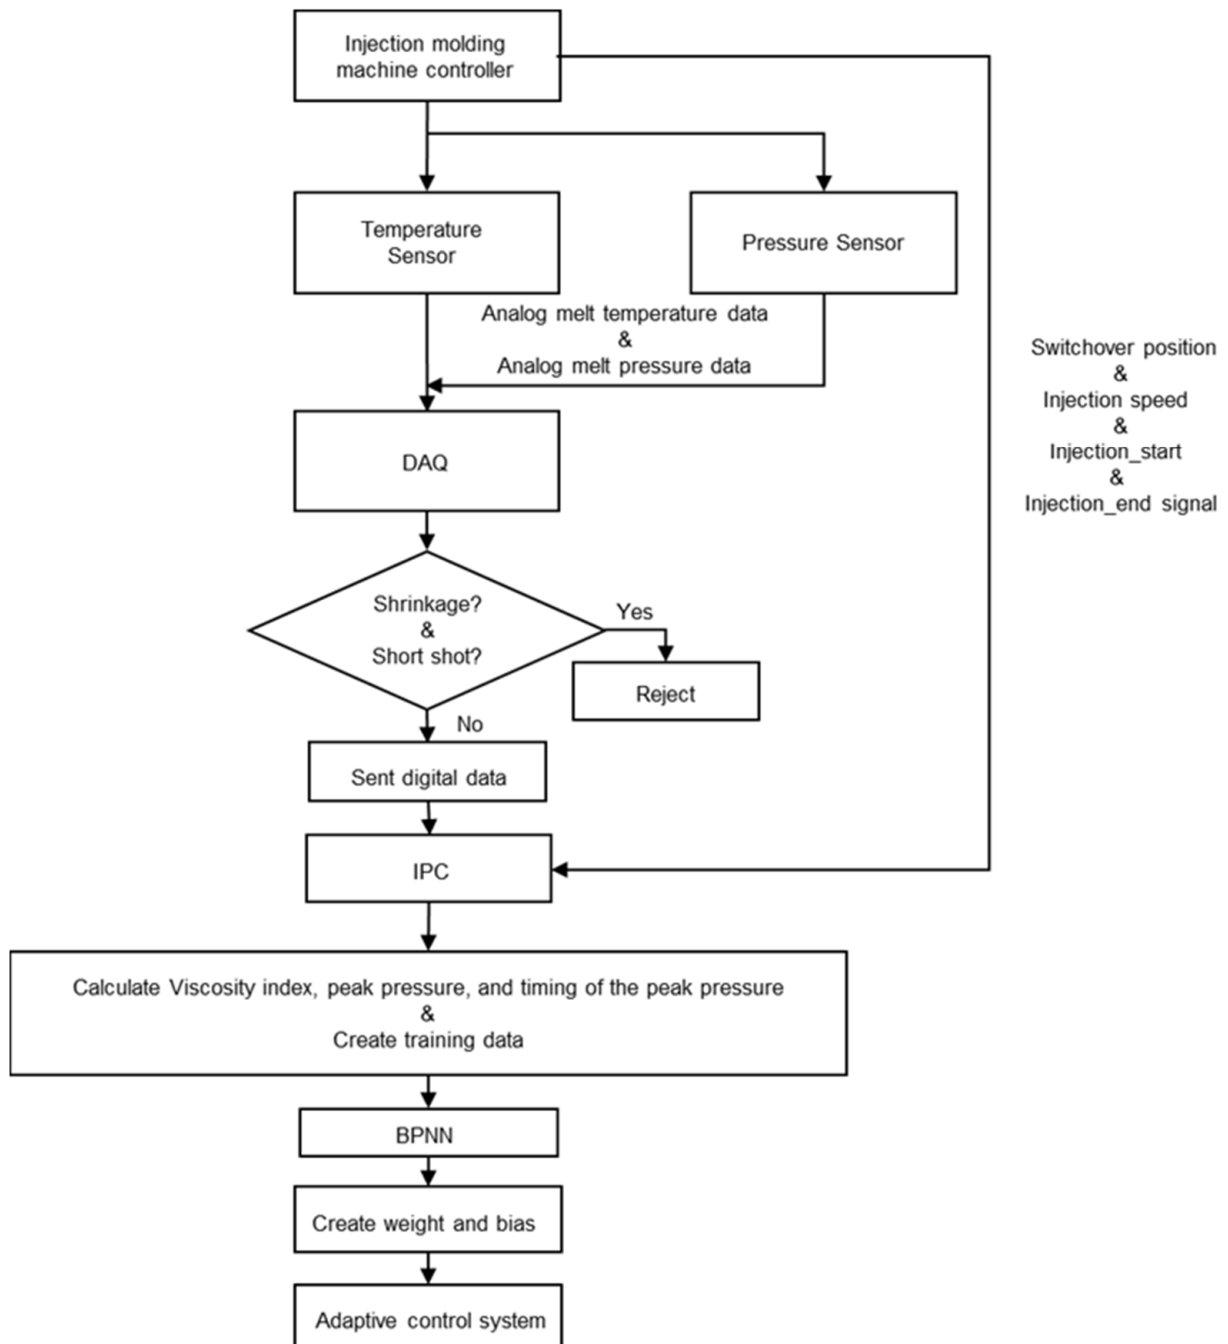 Injection molding
machine controller
Temperature
Sensor
Pressure Sensor
Analog melt temperature data
&
Analog melt pressure data
Switchover position
&
Injection speed
&
Injection_start
&
Injection_end signal
DAQ
Shrinkage?
&
Short shot?
Yes
Reject
No
Sent digital data
IPC
Calculate Viscosity index, peak pressure, and timing of the peak pressure
&
Create training data
BPNN
Create weight and bias
Adaptive control system